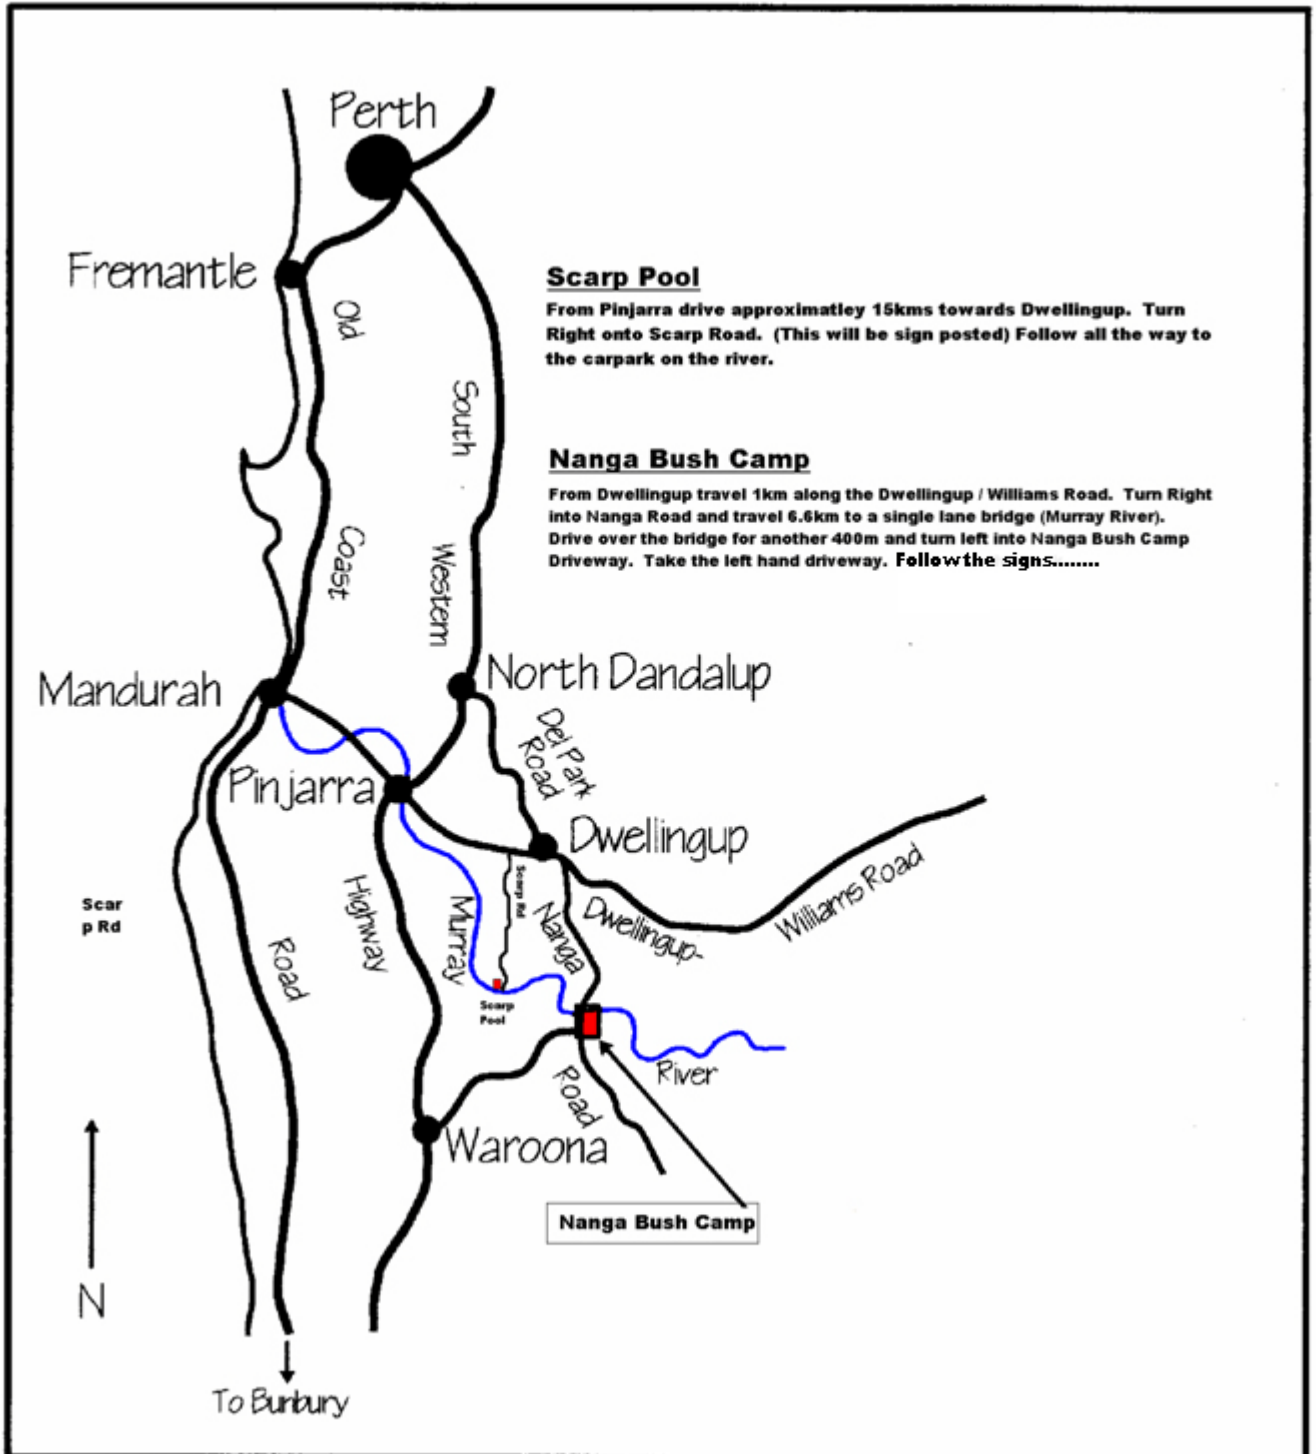 Perth
Fremantle
Old
Scarp Pool
From Pinjarra drive approximatley 15kms towards Dwellingup. Turn
Right onto Scarp Road. (This will be sign posted) Follow all the way to
the carpark on the river.
South
Nanga Bush Camp
From Dwellingup travel 1km along the Dwellingup / Williams Road. Turn Right
into Nanga Road and travel 6.6km to a single lane bridge (Murray River).
Drive over the bridge for another 400m and turn left into Nanga Bush Camp
Driveway. Take the left hand driveway. Follow the signs........
Coast
Western
Mandurah
North Dandalup
Del Park
Road
Pinjarra
Dwellingup
Williams Road
Scarp Rd
Highway
Murray
Nanga
Dwellingup-
Scar
p Rd
Road
Scarp
Pool
River
Road
Waroona
Nanga Bush Camp
N
To Bunbury